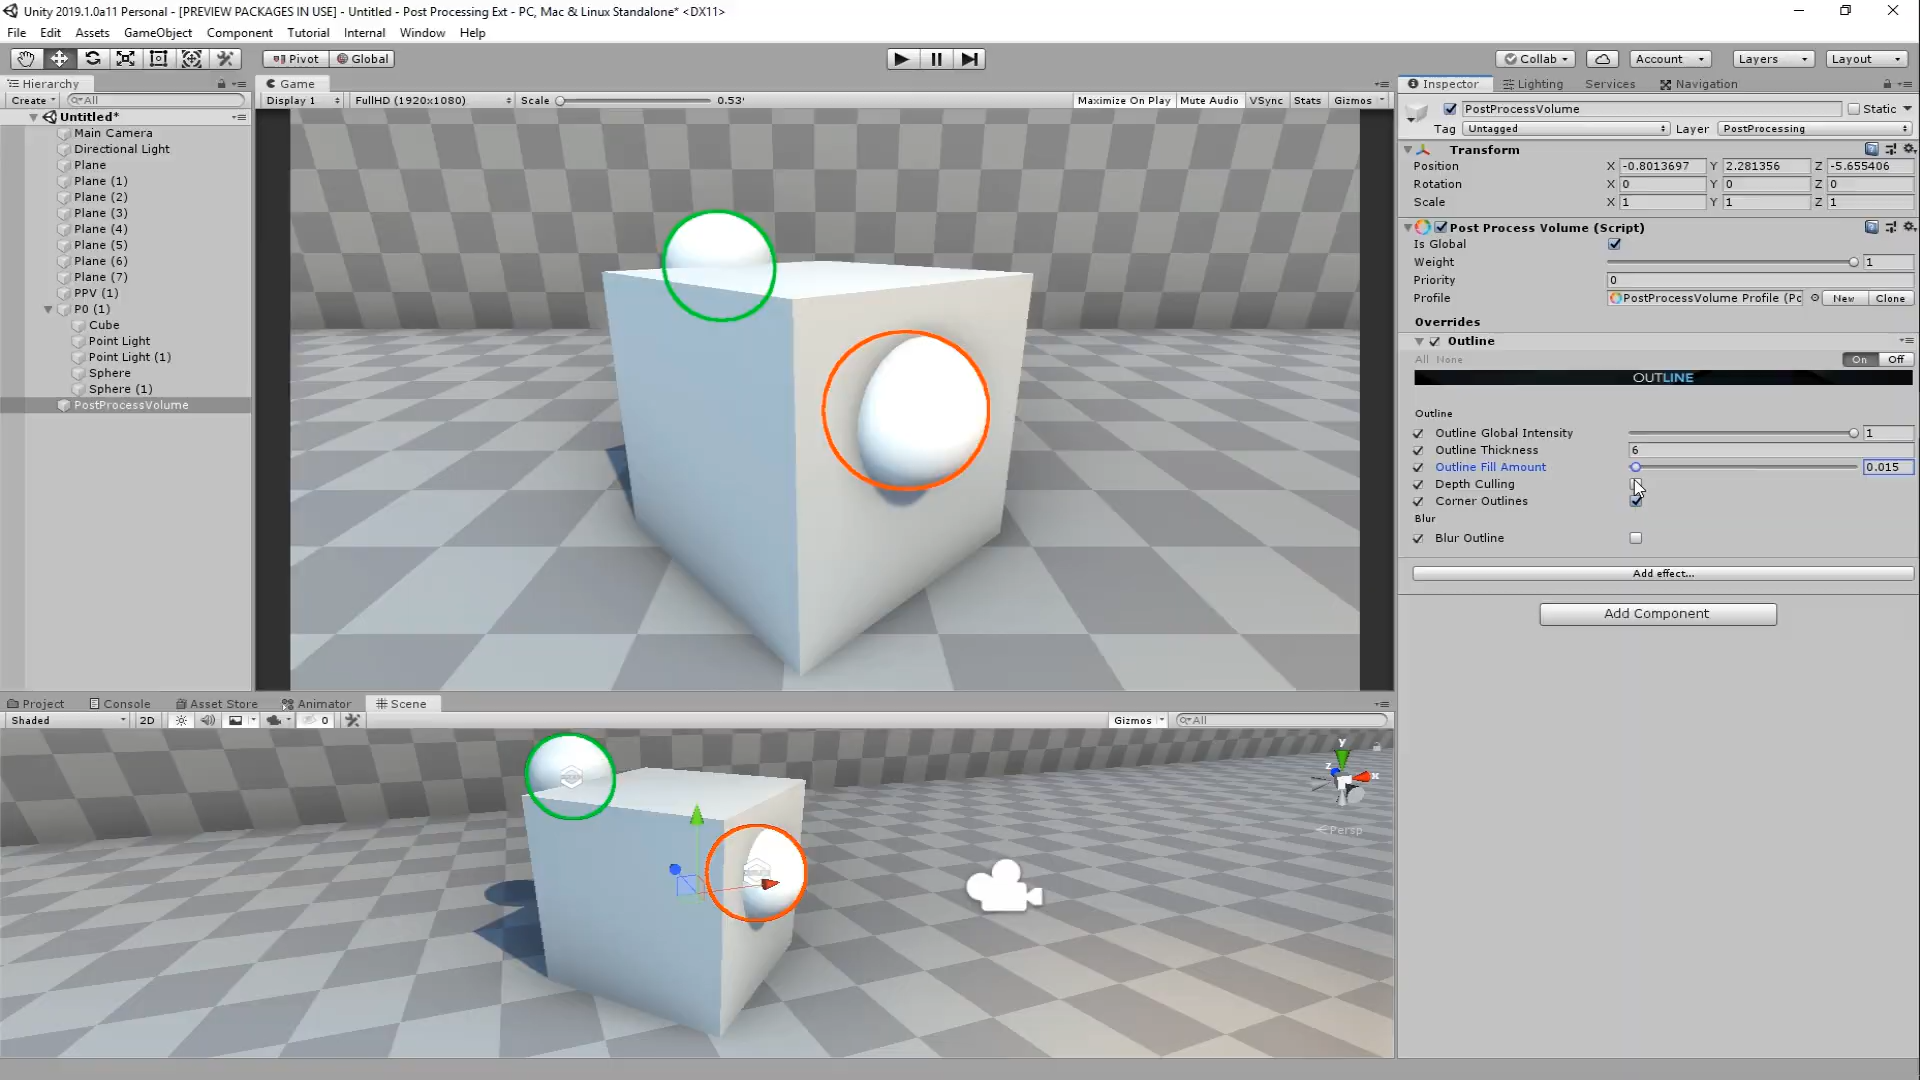 Unity 2019.1.0a11 Personal - [PREVIEW PACKAGES IN USE] - Untitled - Post Processing Ext - PC, Mac & Linux Standalone* <DX11>
File Edit Assets GameObject Component Tutorial Internal Window Help
Pivot Global Collab Account Layers Layout
Hierarchy
Create All
Untitled*
Main Camera
Directional Light
Plane
Plane (1)
Plane (2)
Plane (3)
Plane (4)
Plane (5)
Plane (6)
Plane (7)
PPV (1)
P0 (1)
Cube
Point Light
Point Light (1)
Sphere
Sphere (1)
PostProcessVolume
Game
Display 1 FullHD (1920x1080) Scale 0.53 Maximize On Play Mute Audio VSync Stats Gizmos
Project Console Asset Store Animator Scene
Shaded 2D 0 Gizmos All
y
z
x
Persp
Inspector Lighting Services Navigation
PostProcessVolume Static
Tag Untagged Layer PostProcessing
Transform
Position X -0.8013697 Y 2.281356 Z -5.655406
Rotation X 0 Y 0 Z 0
Scale X 1 Y 1 Z 1
Post Process Volume (Script)
Is Global
Weight 1
Priority 0
Profile PostProcessVolume Profile (Pc New Clone
Overrides
Outline
All None On Off
OUTLINE
Outline
Outline Global Intensity 1
Outline Thickness 6
Outline Fill Amount 0.015
Depth Culling
Corner Outlines
Blur
Blur Outline
Add effect...
Add Component